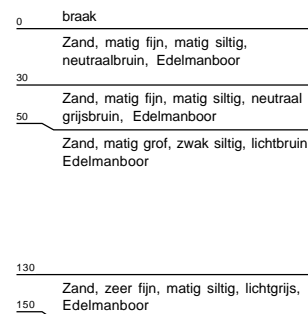 0 braak
Zand, matig fijn, matig siltig,
neutraalbruin, Edelmanboor
30
Zand, matig fijn, matig siltig, neutraal
50 grijsbruin, Edelmanboor
Zand, matig grof, zwak siltig, lichtbruin
Edelmanboor
130
Zand, zeer fijn, matig siltig, lichtgrijs,
150 Edelmanboor